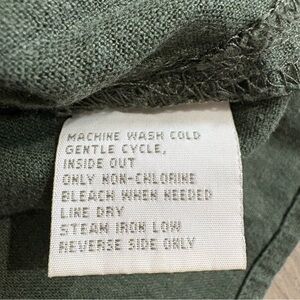 MACHINE WASH COLD
GENTLE CYCLE,
INSIDE OUT
ONLY NON-CHLORINE
BLEACH WHEN NEEDED
LINE DRY
STEAM IRON LOW
REVERSE SIDE ONLY